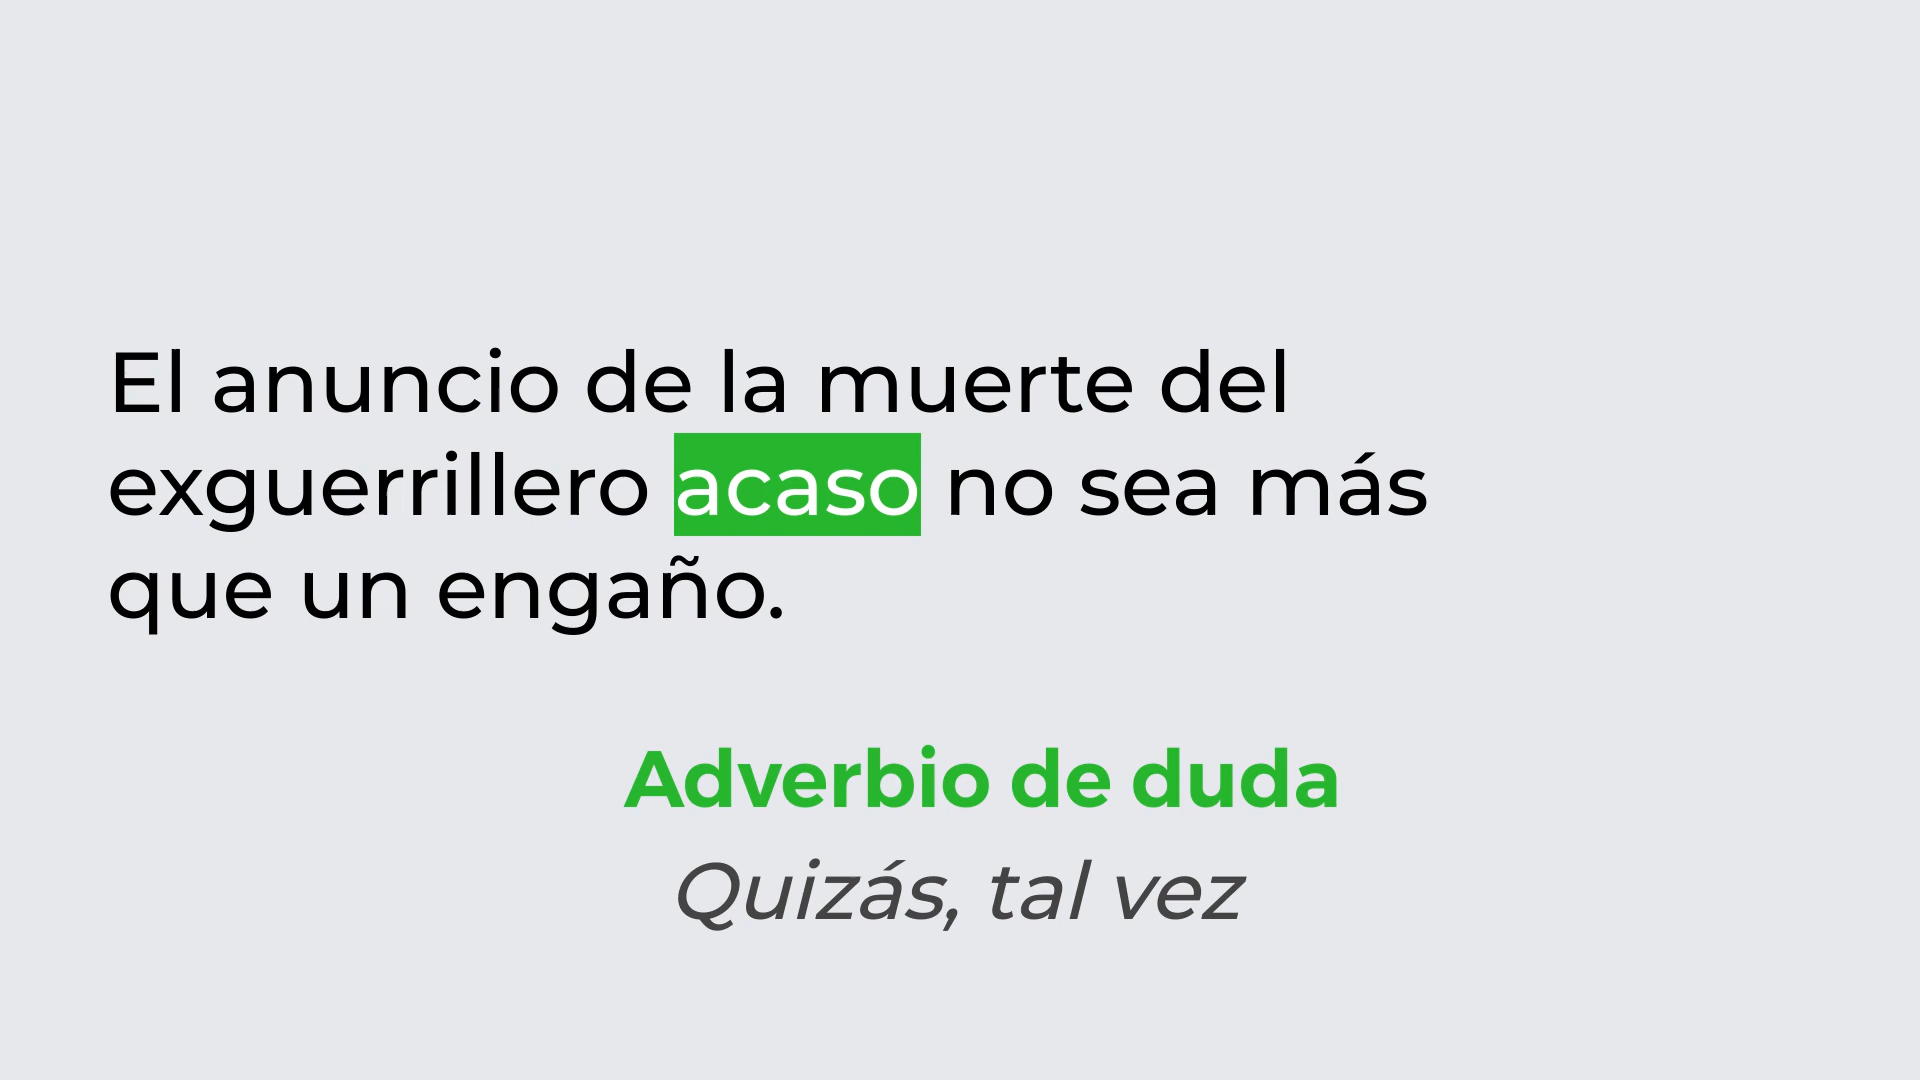 El anuncio de la muerte del
exguerrillero acaso no sea más
que un engaño.
Adverbio de duda
Quizás, tal vez